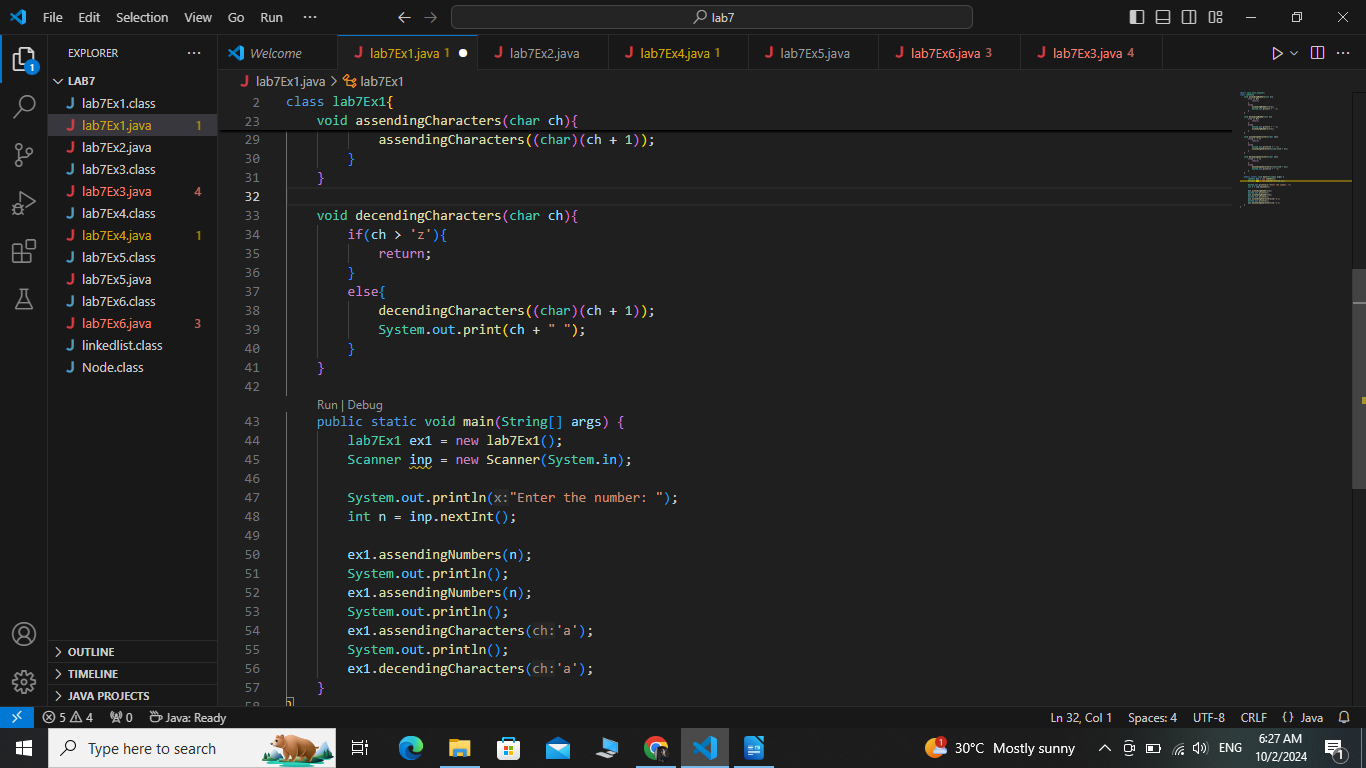 File Edit Selection View Go Run ··· lab7
EXPLORER ···
LAB7
J lab7Ex1.class
J lab7Ex1.java 1
J lab7Ex2.java
J lab7Ex3.class
J lab7Ex3.java 4
J lab7Ex4.class
J lab7Ex4.java 1
J lab7Ex5.class
J lab7Ex5.java
J lab7Ex6.class
J lab7Ex6.java 3
J linkedlist.class
J Node.class
OUTLINE
TIMELINE
JAVA PROJECTS
1
Welcome J lab7Ex1.java 1 J lab7Ex2.java J lab7Ex4.java 1 J lab7Ex5.java J lab7Ex6.java 3 J lab7Ex3.java 4 ···
J lab7Ex1.java > lab7Ex1
2 class lab7Ex1{
23 void assendingCharacters(char ch){
29 assendingCharacters((char)(ch + 1));
30 }
31 }
32
33 void decendingCharacters(char ch){
34 if(ch > 'z'){
35 return;
36 }
37 else{
38 decendingCharacters((char)(ch + 1));
39 System.out.print(ch + " ");
40 }
41 }
42
Run | Debug
43 public static void main(String[] args) {
44 lab7Ex1 ex1 = new lab7Ex1();
45 Scanner inp = new Scanner(System.in);
46
47 System.out.println(x:"Enter the number: ");
48 int n = inp.nextInt();
49
50 ex1.assendingNumbers(n);
51 System.out.println();
52 ex1.assendingNumbers(n);
53 System.out.println();
54 ex1.assendingCharacters(ch:'a');
55 System.out.println();
56 ex1.decendingCharacters(ch:'a');
57 }
58 }
5 4 0 Java: Ready Ln 32, Col 1 Spaces: 4 UTF-8 CRLF {} Java
Type here to search 1 30°C Mostly sunny ENG 6:27 AM
10/2/2024 1